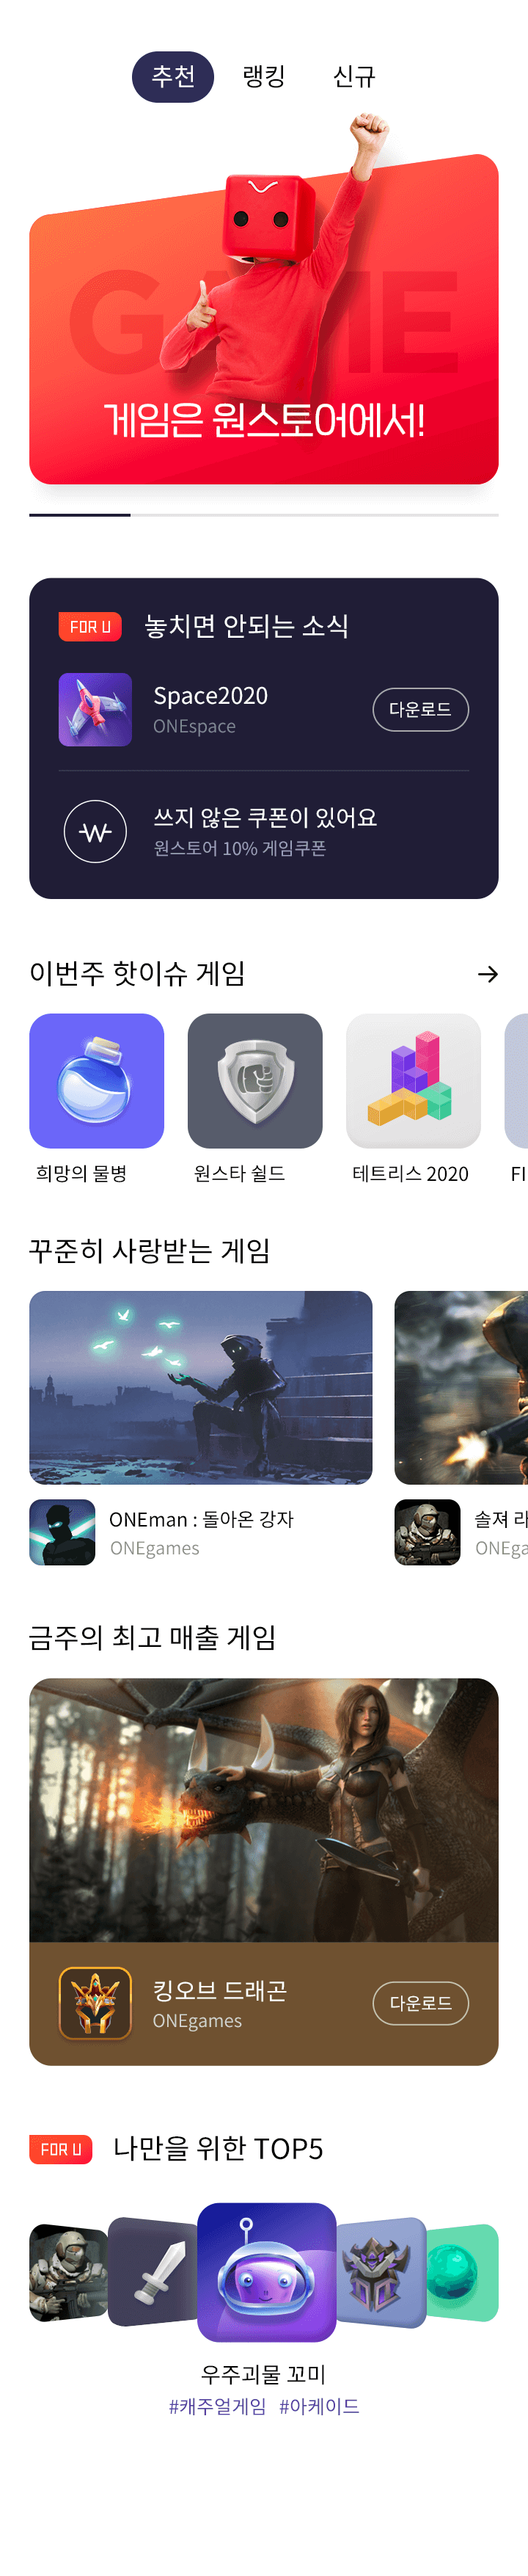 추천 랭킹 신규
GAME
게임은 원스토어에서!
FOR U 놓치면 안되는 소식
Space2020
ONEspace
다운로드
쓰지 않은 쿠폰이 있어요
원스토어 10% 게임쿠폰
이번주 핫이슈 게임
희망의 물병 원스타 쉴드 테트리스 2020 FI
꾸준히 사랑받는 게임
ONEman : 돌아온 강자 솔져 라
ONEgames ONEga
금주의 최고 매출 게임
킹오브 드래곤
ONEgames
다운로드
FOR U 나만을 위한 TOP5
우주괴물 꼬미
#캐주얼게임 #아케이드